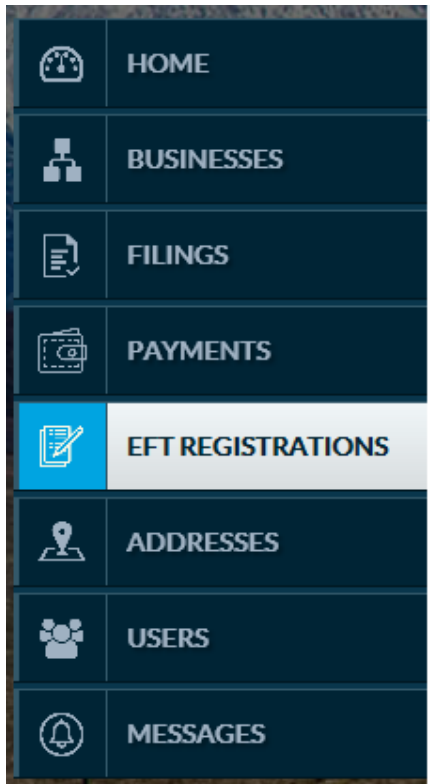 HOME
BUSINESSES
FILINGS
PAYMENTS
EFT REGISTRATIONS
ADDRESSES
USERS
MESSAGES